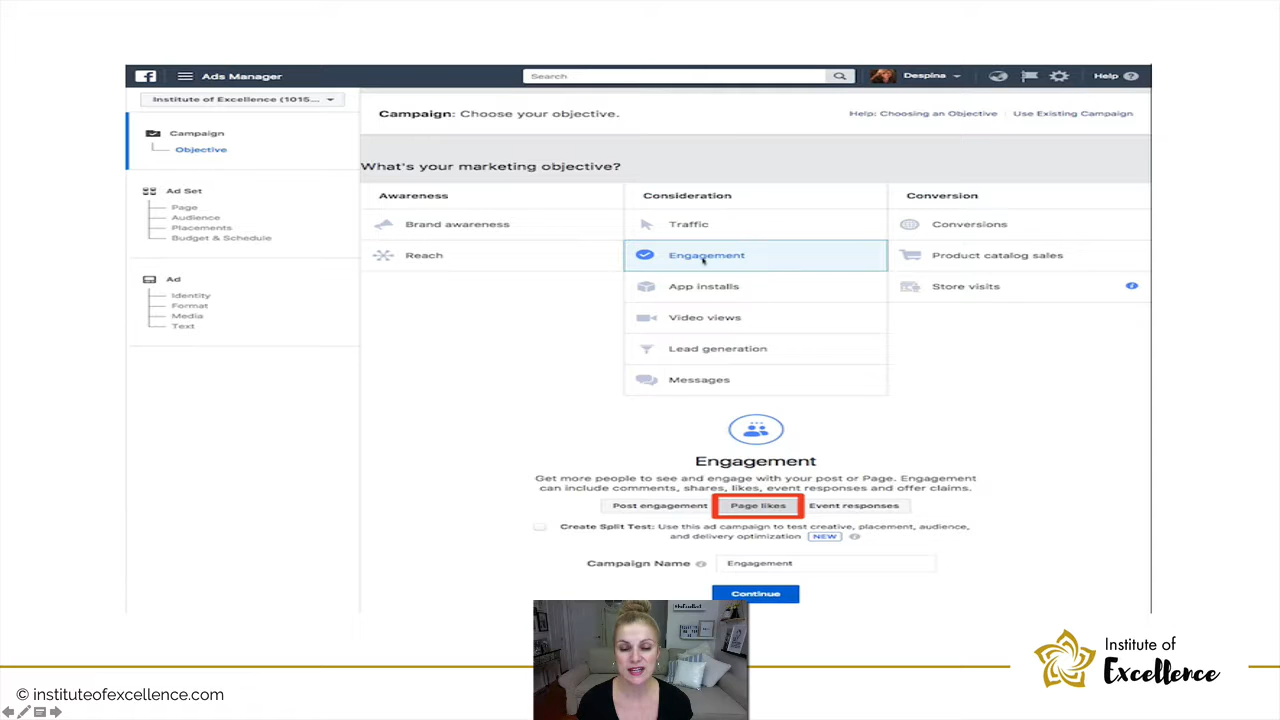 Ads Manager
Search
Despina
Help
Institute of Excellence (1015...
Campaign
Objective
Ad Set
Page
Audience
Placements
Budget & Schedule
Ad
Identity
Format
Media
Text
Campaign: Choose your objective.
Help: Choosing an Objective
Use Existing Campaign
What's your marketing objective?
Awareness
Consideration
Conversion
Brand awareness
Traffic
Conversions
Reach
Engagement
Product catalog sales
App installs
Store visits
Video views
Lead generation
Messages
Engagement
Get more people to see and engage with your post or Page. Engagement
can include comments, shares, likes, event responses and offer claims.
Post engagement
Page likes
Event responses
Create Split Test: Use this ad campaign to test creative, placement, audience,
and delivery optimization NEW
Campaign Name
Engagement
Continue
Institute of
Excellence
© instituteofexcellence.com